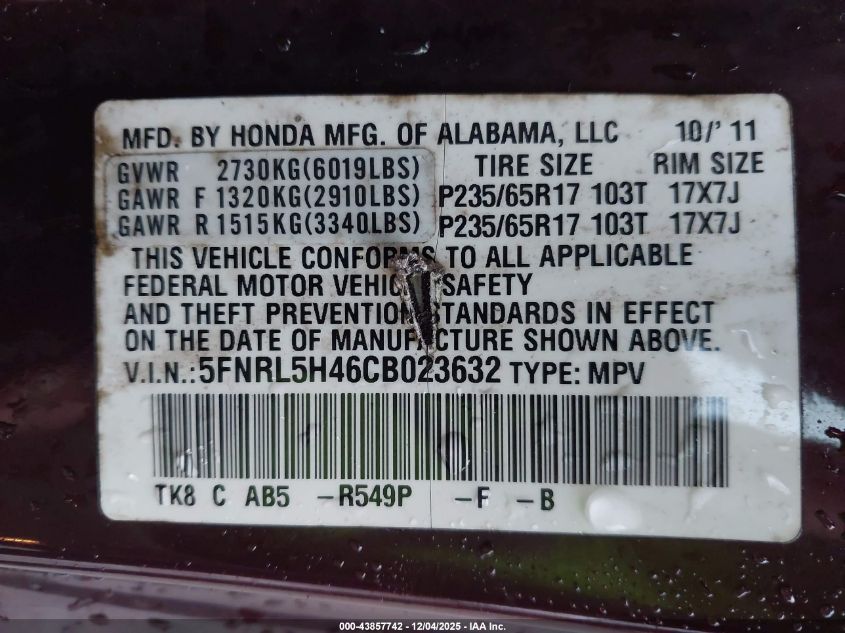 MFD. BY HONDA MFG. OF ALABAMA, LLC 10/'11
GVWR 2730KG(6019LBS) TIRE SIZE RIM SIZE
GAWR F 1320KG(2910LBS) P235/65R17 103T 17X7J
GAWR R 1515KG(3340LBS) P235/65R17 103T 17X7J
THIS VEHICLE CONFORMS TO ALL APPLICABLE
FEDERAL MOTOR VEHICLE SAFETY
AND THEFT PREVENTION STANDARDS IN EFFECT
ON THE DATE OF MANUFACTURE SHOWN ABOVE.
V.I.N.:5FNRL5H46CB023632 TYPE: MPV
TK8 C AB5 -R549P -F -B
000-43857742 - 12/04/2025 - IAA Inc.